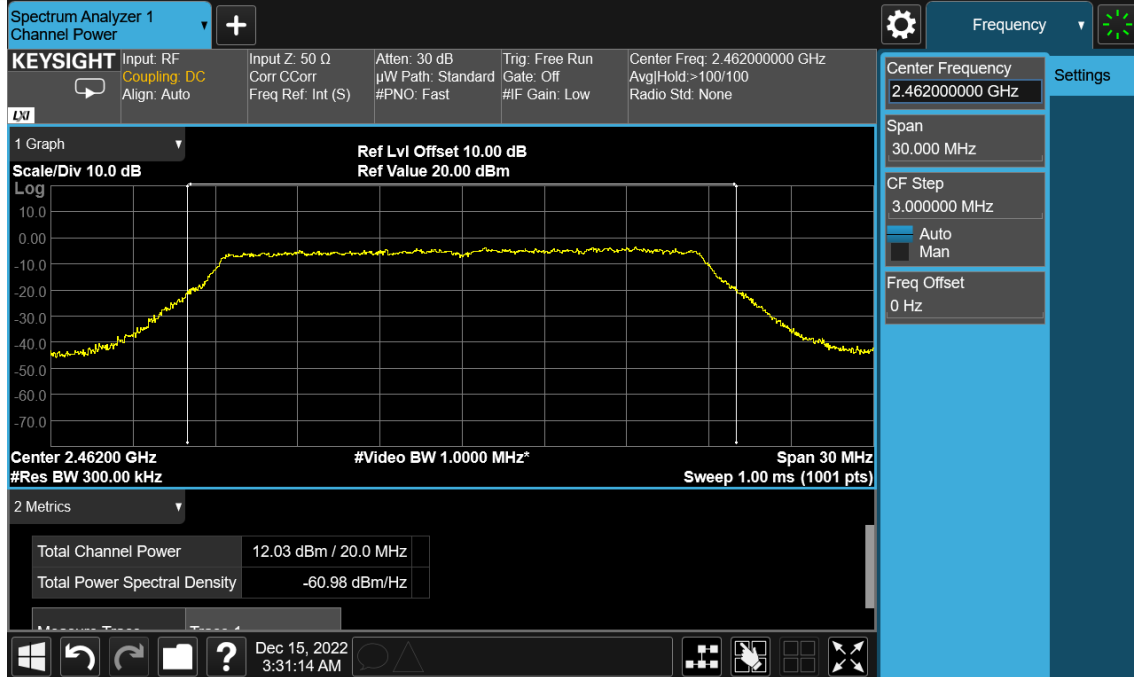 Spectrum Analyzer 1
Channel Power
+
Frequency
KEYSIGHT
LXI
Input: RF
Coupling: DC
Align: Auto
Input Z: 50 Ω
Corr CCorr
Freq Ref: Int (S)
Atten: 30 dB
µW Path: Standard
#PNO: Fast
Trig: Free Run
Gate: Off
#IF Gain: Low
Center Freq: 2.462000000 GHz
Avg|Hold:>100/100
Radio Std: None
Center Frequency
2.462000000 GHz
Settings
Span
30.000 MHz
CF Step
3.000000 MHz
Auto
Man
Freq Offset
0 Hz
1 Graph
Scale/Div 10.0 dB
Ref Lvl Offset 10.00 dB
Ref Value 20.00 dBm
Log
10.0
0.00
-10.0
-20.0
-30.0
-40.0
-50.0
-60.0
-70.0
Center 2.46200 GHz
#Video BW 1.0000 MHz*
Span 30 MHz
#Res BW 300.00 kHz
Sweep 1.00 ms (1001 pts)
2 Metrics
Total Channel Power 12.03 dBm / 20.0 MHz
Total Power Spectral Density -60.98 dBm/Hz
Measure Trace Trace 1
?
Dec 15, 2022
3:31:14 AM